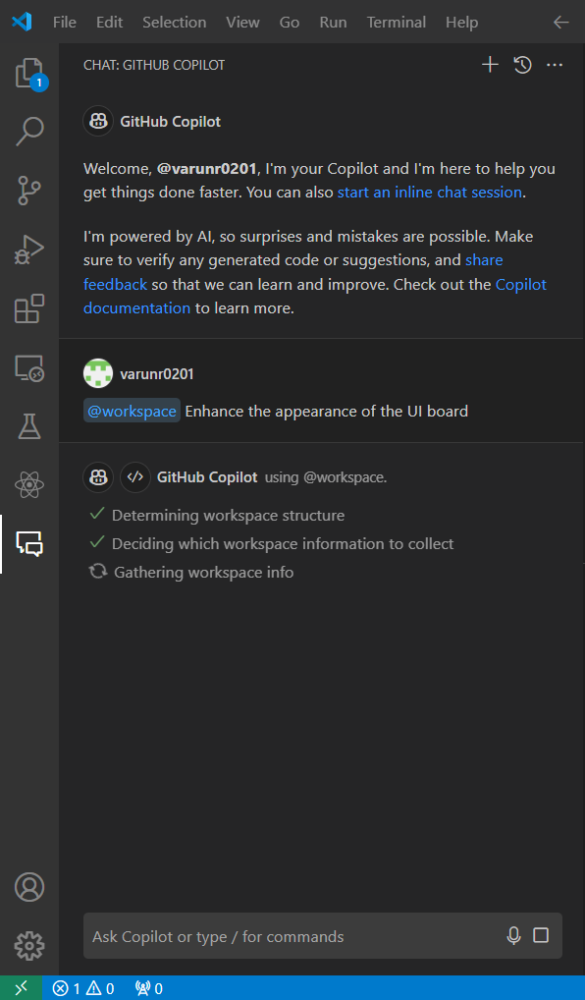 File Edit Selection View Go Run Terminal Help
CHAT: GITHUB COPILOT
1
GitHub Copilot
Welcome, @varunr0201, I'm your Copilot and I'm here to help you
get things done faster. You can also start an inline chat session.
I'm powered by AI, so surprises and mistakes are possible. Make
sure to verify any generated code or suggestions, and share
feedback so that we can learn and improve. Check out the Copilot
documentation to learn more.
varunr0201
@workspace Enhance the appearance of the UI board
GitHub Copilot using @workspace.
Determining workspace structure
Deciding which workspace information to collect
Gathering workspace info
Ask Copilot or type / for commands
1 0 0